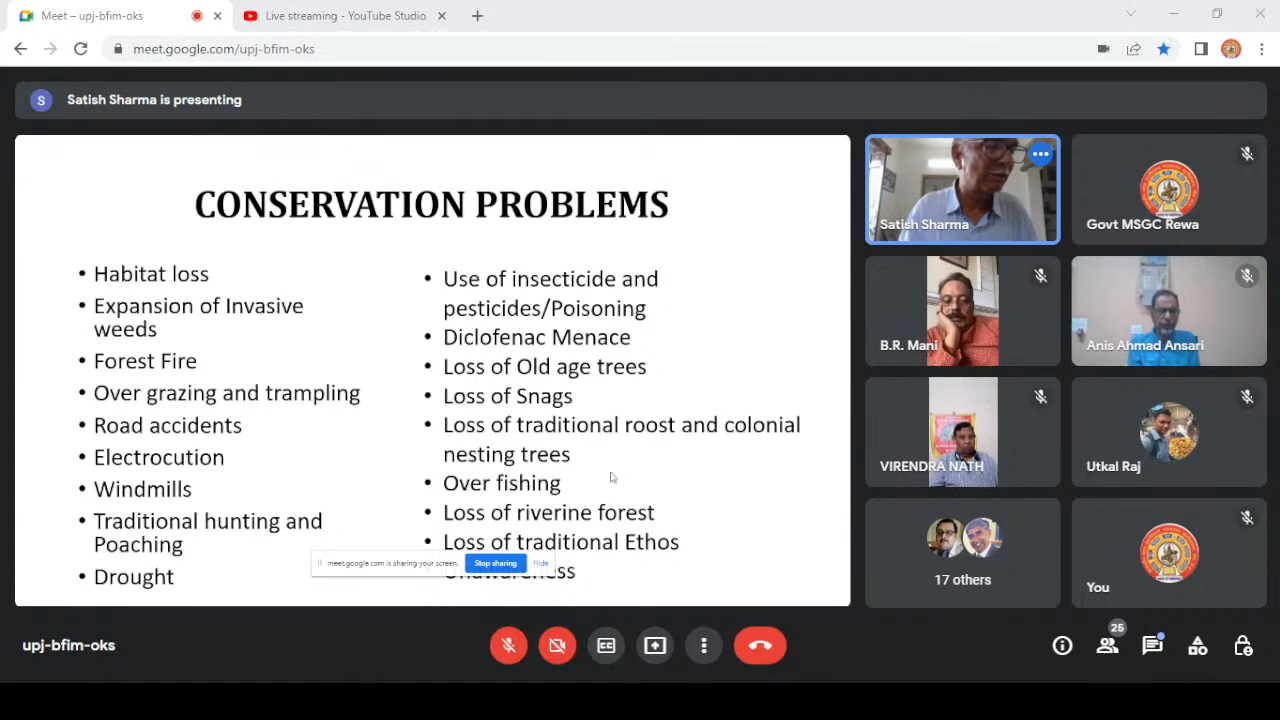 Meet – upj-bfim-oks
Live streaming - YouTube Studio
meet.google.com/upj-bfim-oks
S
Satish Sharma is presenting
CONSERVATION PROBLEMS
• Habitat loss
• Expansion of Invasive
weeds
• Forest Fire
• Over grazing and trampling
• Road accidents
• Electrocution
• Windmills
• Traditional hunting and
Poaching
• Drought
• Use of insecticide and
pesticides/Poisoning
• Diclofenac Menace
• Loss of Old age trees
• Loss of Snags
• Loss of traditional roost and colonial
nesting trees
• Over fishing
• Loss of riverine forest
• Loss of traditional Ethos
Unawareness
meet.google.com is sharing your screen.
Stop sharing
Hide
Satish Sharma
Govt MSGC Rewa
B.R. Mani
Anis Ahmad Ansari
VIRENDRA NATH
Utkal Raj
17 others
You
upj-bfim-oks
CC
25